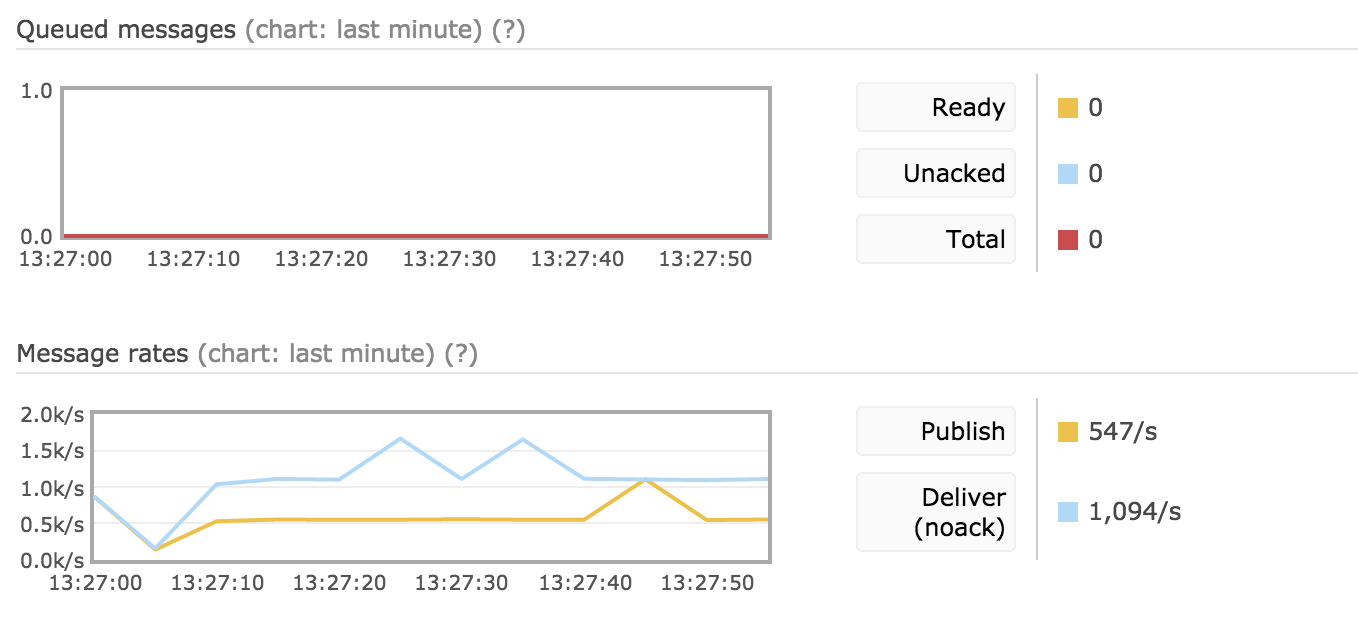 Queued messages (chart: last minute) (?)
1.0
0.0
13:27:00 13:27:10 13:27:20 13:27:30 13:27:40 13:27:50
Ready 0
Unacked 0
Total 0
Message rates (chart: last minute) (?)
2.0k/s
1.5k/s
1.0k/s
0.5k/s
0.0k/s
13:27:00 13:27:10 13:27:20 13:27:30 13:27:40 13:27:50
Publish 547/s
Deliver
(noack) 1,094/s